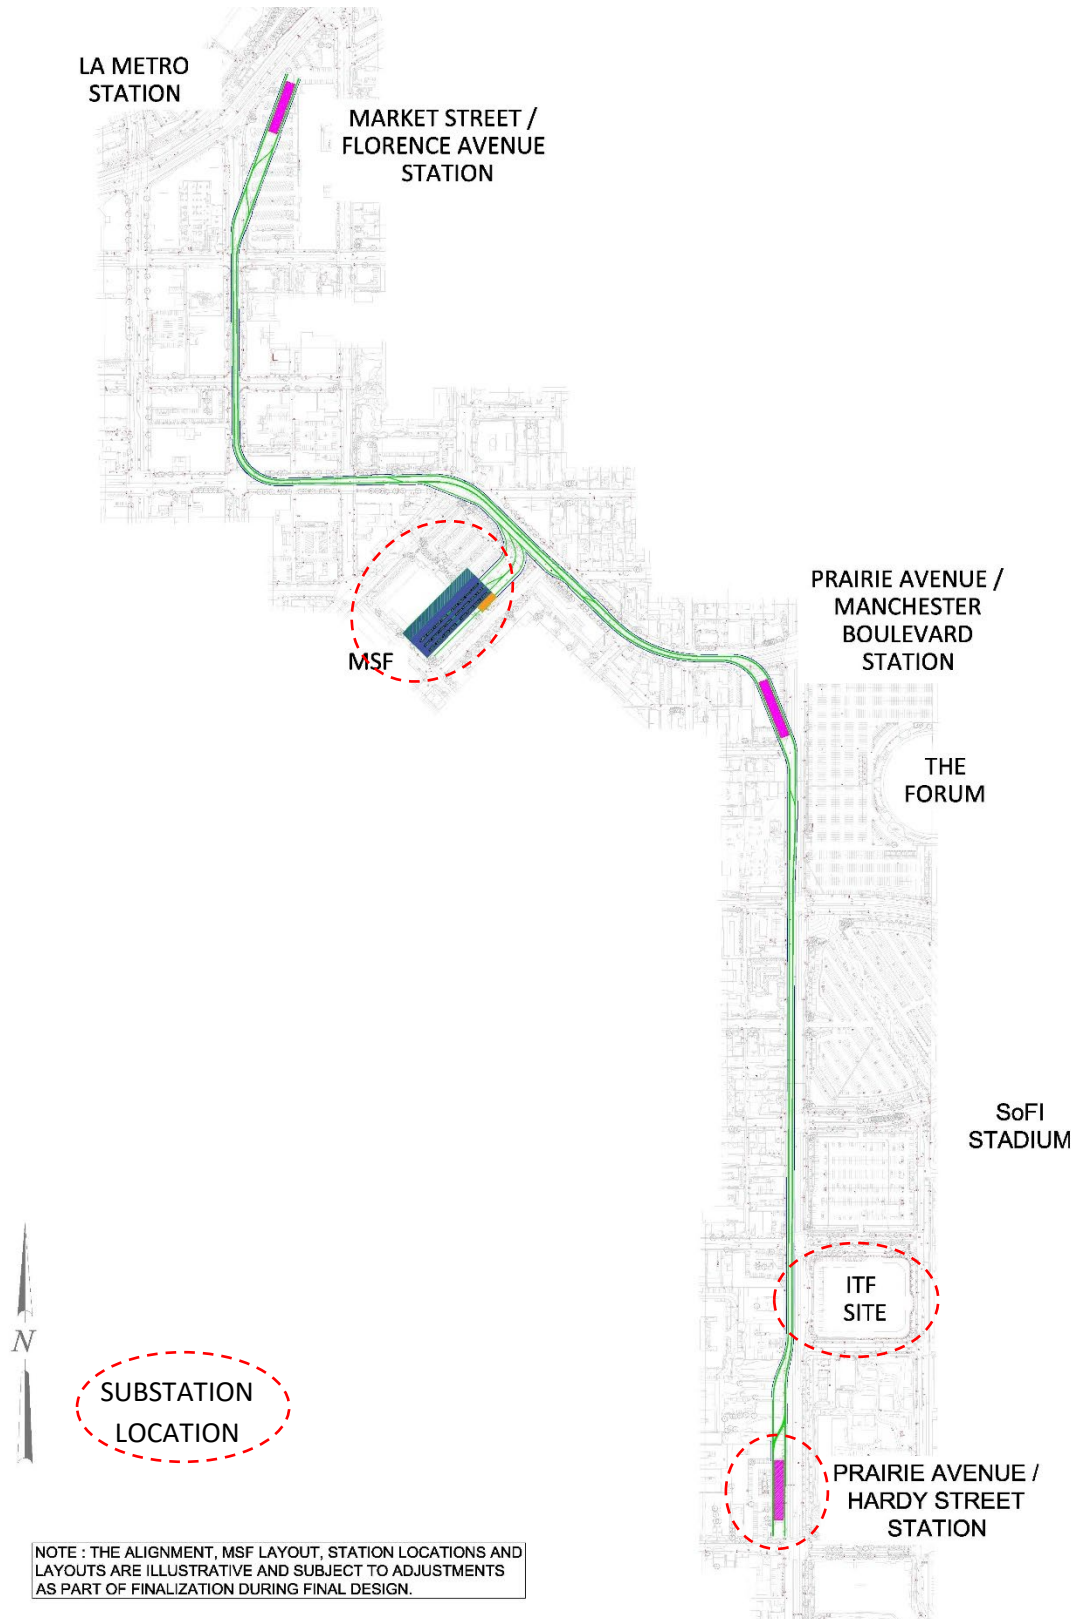 LA METRO
STATION
MARKET STREET /
FLORENCE AVENUE
STATION
MSF
PRAIRIE AVENUE /
MANCHESTER
BOULEVARD
STATION
THE
FORUM
SoFI
STADIUM
ITF
SITE
N
SUBSTATION
LOCATION
PRAIRIE AVENUE /
HARDY STREET
STATION
NOTE : THE ALIGNMENT, MSF LAYOUT, STATION LOCATIONS AND
LAYOUTS ARE ILLUSTRATIVE AND SUBJECT TO ADJUSTMENTS
AS PART OF FINALIZATION DURING FINAL DESIGN.